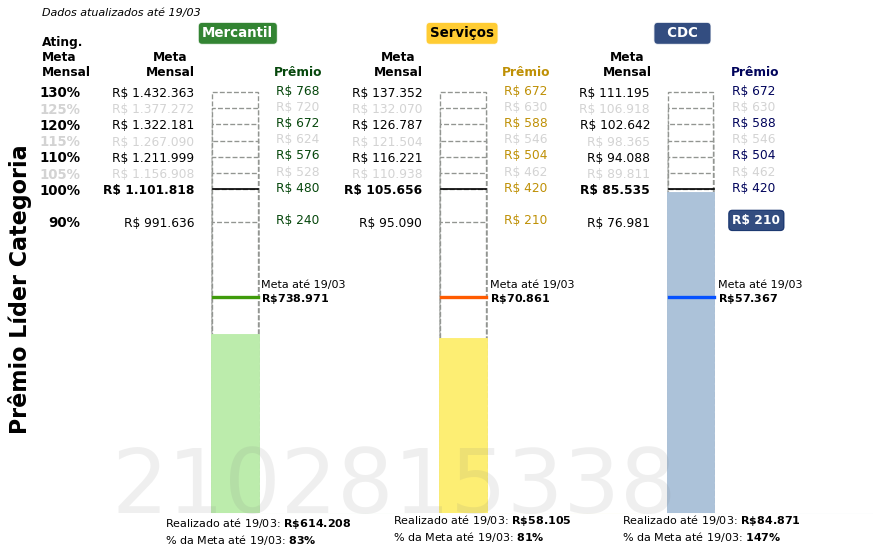 Dados atualizados até 19/03
Mercantil Serviços CDC
Ating. Meta Mensal
Meta Mensal Prêmio Meta Mensal Prêmio Meta Mensal Prêmio
130% R$ 1.432.363 R$ 768 R$ 137.352 R$ 672 R$ 111.195 R$ 672
125% R$ 1.377.272 R$ 720 R$ 132.070 R$ 630 R$ 106.918 R$ 630
120% R$ 1.322.181 R$ 672 R$ 126.787 R$ 588 R$ 102.642 R$ 588
115% R$ 1.267.090 R$ 624 R$ 121.504 R$ 546 R$ 98.365 R$ 546
110% R$ 1.211.999 R$ 576 R$ 116.221 R$ 504 R$ 94.088 R$ 504
105% R$ 1.156.908 R$ 528 R$ 110.938 R$ 462 R$ 89.811 R$ 462
100% R$ 1.101.818 R$ 480 R$ 105.656 R$ 420 R$ 85.535 R$ 420
90% R$ 991.636 R$ 240 R$ 95.090 R$ 210 R$ 76.981 R$ 210
Meta até 19/03 Meta até 19/03 Meta até 19/03
R$738.971 R$70.861 R$57.367
Prêmio Líder Categoria
2102815338
Realizado até 19/03: R$614.208 Realizado até 19/03: R$58.105 Realizado até 19/03: R$84.871
% da Meta até 19/03: 83% % da Meta até 19/03: 81% % da Meta até 19/03: 147%